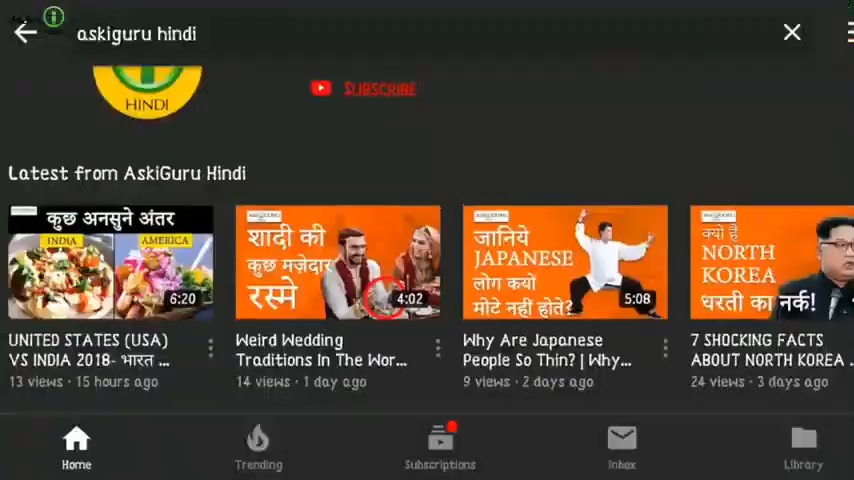 askiguru hindi
HINDI
SUBSCRIBE
Latest from AskiGuru Hindi
कुछ अनसुने अंतर
INDIA
AMERICA
6:20
शादी की
कुछ मज़ेदार
रस्मे
4:02
जानिये
JAPANESE
लोग क्यों
मोटे नहीं होते?
5:08
क्यों है
NORTH
KOREA
धरती का नर्क!
UNITED STATES (USA)
VS INDIA 2018- भारत ...
13 views · 15 hours ago
Weird Wedding
Traditions In The Wor...
14 views · 1 day ago
Why Are Japanese
People So Thin? | Why...
9 views · 2 days ago
7 SHOCKING FACTS
ABOUT NORTH KOREA
24 views · 3 days ago
Home
Trending
Subscriptions
Inbox
Library